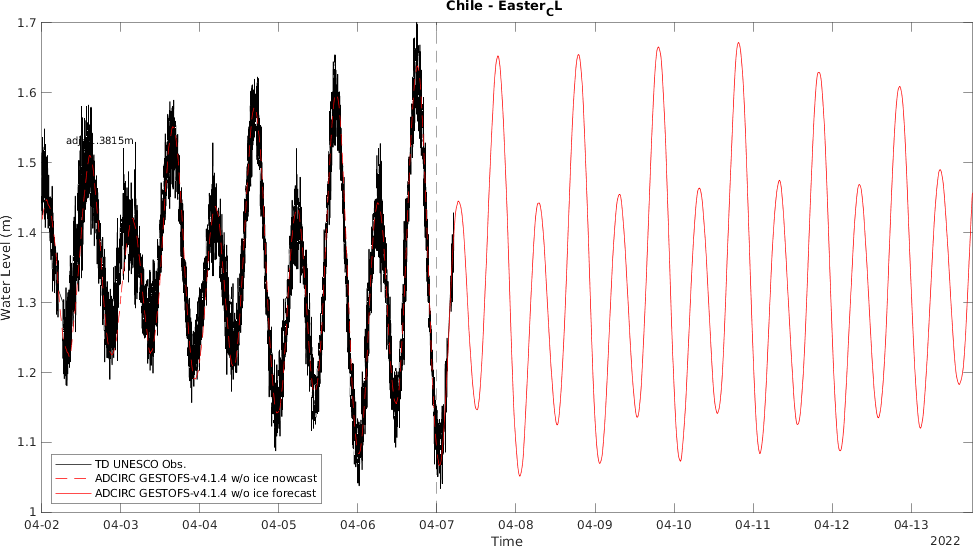 Chile - Easter_CL
1.7
1.6
1.5
1.4
1.3
1.2
1.1
1
Water Level (m)
1.3815m
TD UNESCO Obs.
ADCIRC GESTOFS-v4.1.4 w/o ice nowcast
ADCIRC GESTOFS-v4.1.4 w/o ice forecast
04-02 04-03 04-04 04-05 04-06 04-07 04-08 04-09 04-10 04-11 04-12 04-13
Time
2022